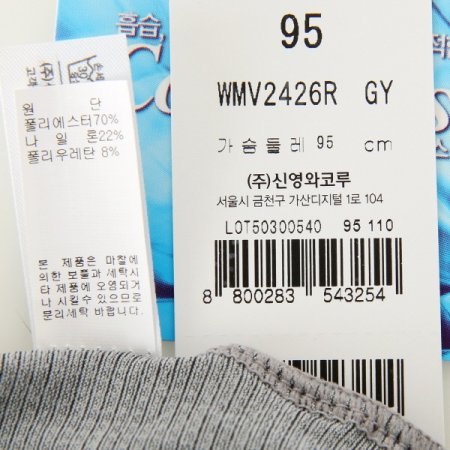 흡습,
원 단
폴리에스터70%
나 일 론22%
폴리우레탄 8%
본 제품은 마찰에
의한 보풀과 세탁시
타 제품에 오염되거
나 시킬수 있으므로
분리세탁 바랍니다.
95
WMV2426R GY
가 슴 둘 레 95 cm
(주)신영와코루
서울시 금천구 가산디지털 1로 104
LOT50300540 95 110
8 800283 543254